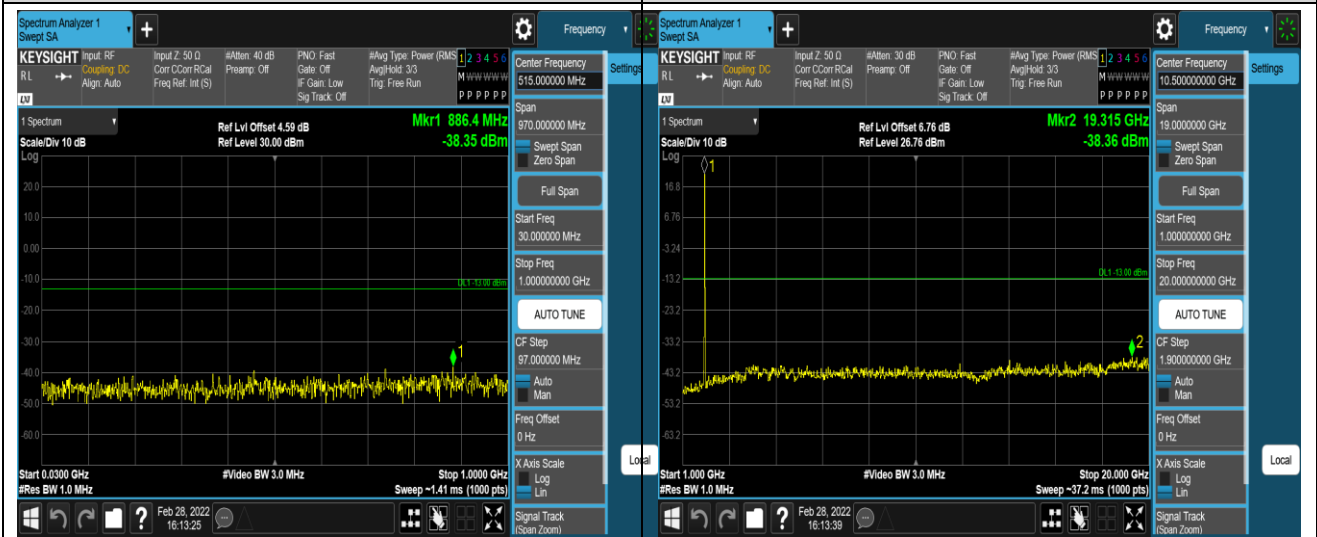 Spectrum Analyzer 1
Swept SA
+
Frequency
KEYSIGHT
RL
LXI
Input: RF
Coupling: DC
Align: Auto
Input Z: 50 Ω
Corr CCorr RCal
Freq Ref: Int (S)
#Atten: 40 dB
Preamp: Off
PNO: Fast
Gate: Off
IF Gain: Low
Sig Track: Off
#Avg Type: Power (RMS
Avg|Hold: 3/3
Trig: Free Run
1 2 3 4 5 6
M W W W W W
P P P P P P
1 Spectrum
Scale/Div 10 dB
Log
Ref Lvl Offset 4.59 dB
Ref Level 30.00 dBm
Mkr1 886.4 MHz
-38.35 dBm
20.0
10.0
0.00
-10.0
-20.0
-30.0
-40.0
-50.0
-60.0
DL1 -13.00 dBm
1
Start 0.0300 GHz
#Res BW 1.0 MHz
#Video BW 3.0 MHz
Stop 1.0000 GHz
Sweep ~1.41 ms (1000 pts)
Center Frequency
515.000000 MHz
Span
970.000000 MHz
Swept Span
Zero Span
Full Span
Start Freq
30.000000 MHz
Stop Freq
1.000000000 GHz
AUTO TUNE
CF Step
97.000000 MHz
Auto
Man
Freq Offset
0 Hz
X Axis Scale
Log
Lin
Signal Track
(Span Zoom)
Settings
Local
?
Feb 28, 2022
16:13:25
Spectrum Analyzer 1
Swept SA
+
Frequency
KEYSIGHT
RL
LXI
Input: RF
Coupling: DC
Align: Auto
Input Z: 50 Ω
Corr CCorr RCal
Freq Ref: Int (S)
#Atten: 30 dB
Preamp: Off
PNO: Fast
Gate: Off
IF Gain: Low
Sig Track: Off
#Avg Type: Power (RMS
Avg|Hold: 3/3
Trig: Free Run
1 2 3 4 5 6
M W W W W W
P P P P P P
1 Spectrum
Scale/Div 10 dB
Log
Ref Lvl Offset 6.76 dB
Ref Level 26.76 dBm
Mkr2 19.315 GHz
-38.36 dBm
1
16.8
6.76
-3.24
-13.2
-23.2
-33.2
-43.2
-53.2
-63.2
DL1 -13.00 dBm
2
Start 1.000 GHz
#Res BW 1.0 MHz
#Video BW 3.0 MHz
Stop 20.000 GHz
Sweep ~37.2 ms (1000 pts)
Center Frequency
10.500000000 GHz
Span
19.0000000 GHz
Swept Span
Zero Span
Full Span
Start Freq
1.000000000 GHz
Stop Freq
20.000000000 GHz
AUTO TUNE
CF Step
1.900000000 GHz
Auto
Man
Freq Offset
0 Hz
X Axis Scale
Log
Lin
Signal Track
(Span Zoom)
Settings
Local
?
Feb 28, 2022
16:13:39